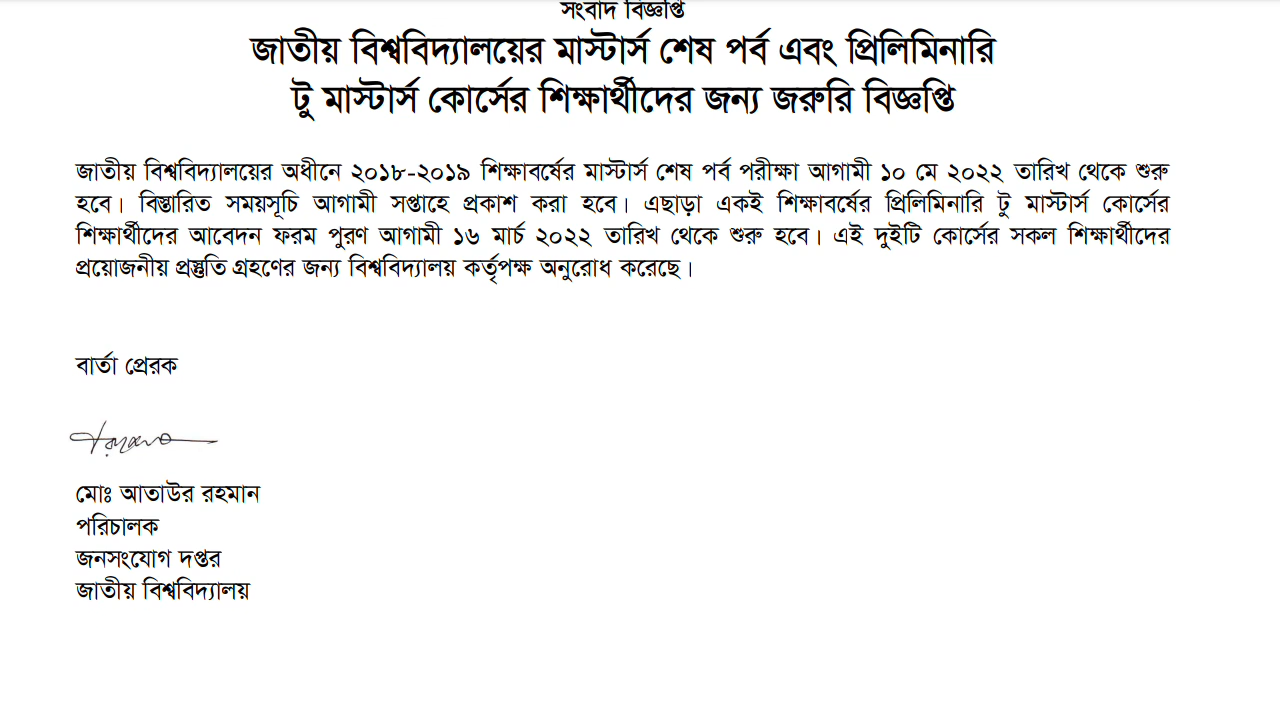 সংবাদ বিজ্ঞপ্তি
জাতীয় বিশ্ববিদ্যালয়ের মাস্টার্স শেষ পর্ব এবং প্রিলিমিনারি
টু মাস্টার্স কোর্সের শিক্ষার্থীদের জন্য জরুরি বিজ্ঞপ্তি
জাতীয় বিশ্ববিদ্যালয়ের অধীনে ২০১৮-২০১৯ শিক্ষাবর্ষের মাস্টার্স শেষ পর্ব পরীক্ষা আগামী ১০ মে ২০২২ তারিখ থেকে শুরু
হবে। বিস্তারিত সময়সূচি আগামী সপ্তাহে প্রকাশ করা হবে। এছাড়া একই শিক্ষাবর্ষের প্রিলিমিনারি টু মাস্টার্স কোর্সের
শিক্ষার্থীদের আবেদন ফরম পুরণ আগামী ১৬ মার্চ ২০২২ তারিখ থেকে শুরু হবে। এই দুইটি কোর্সের সকল শিক্ষার্থীদের
প্রয়োজনীয় প্রস্তুতি গ্রহণের জন্য বিশ্ববিদ্যালয় কর্তৃপক্ষ অনুরোধ করেছে।
বার্তা প্রেরক
মোঃ আতাউর রহমান
পরিচালক
জনসংযোগ দপ্তর
জাতীয় বিশ্ববিদ্যালয়